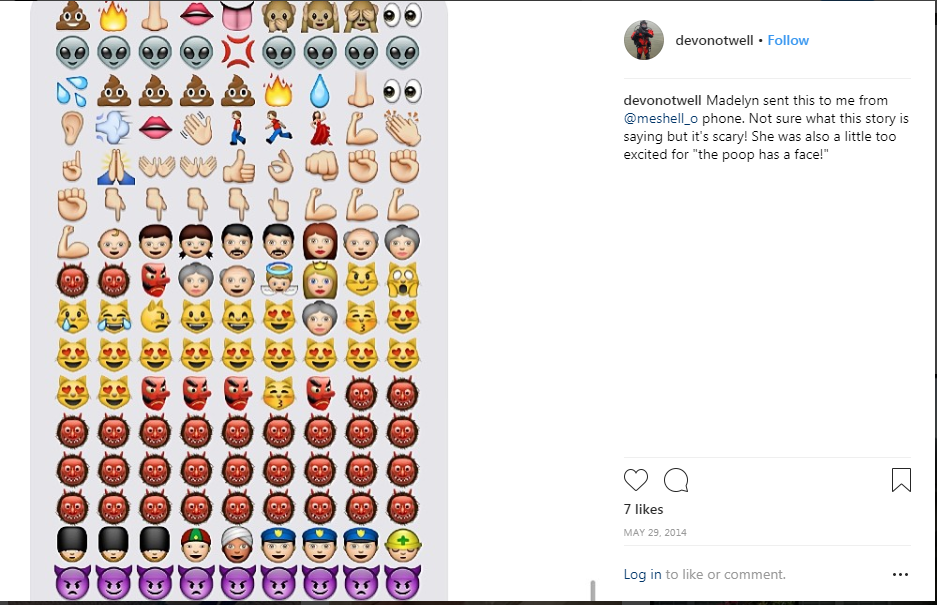 devonotwell • Follow
devonotwell Madelyn sent this to me from
@meshell_o phone. Not sure what this story is
saying but it's scary! She was also a little too
excited for "the poop has a face!"
7 likes
MAY 29, 2014
Log in to like or comment.